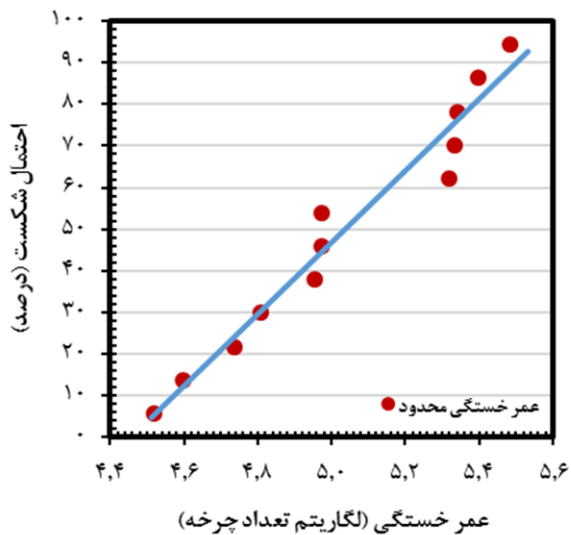 ۱۰۰
۹۰
۸۰
۷۰
۶۰
۵۰
۴۰
۳۰
۲۰
۱۰
۰
احتمال شکست (درصد)
عمر خستگی محدود
۴٫۴ ۴٫۶ ۴٫۸ ۵٫۰ ۵٫۲ ۵٫۴ ۵٫۶
عمر خستگی (لگاریتم تعداد چرخه)